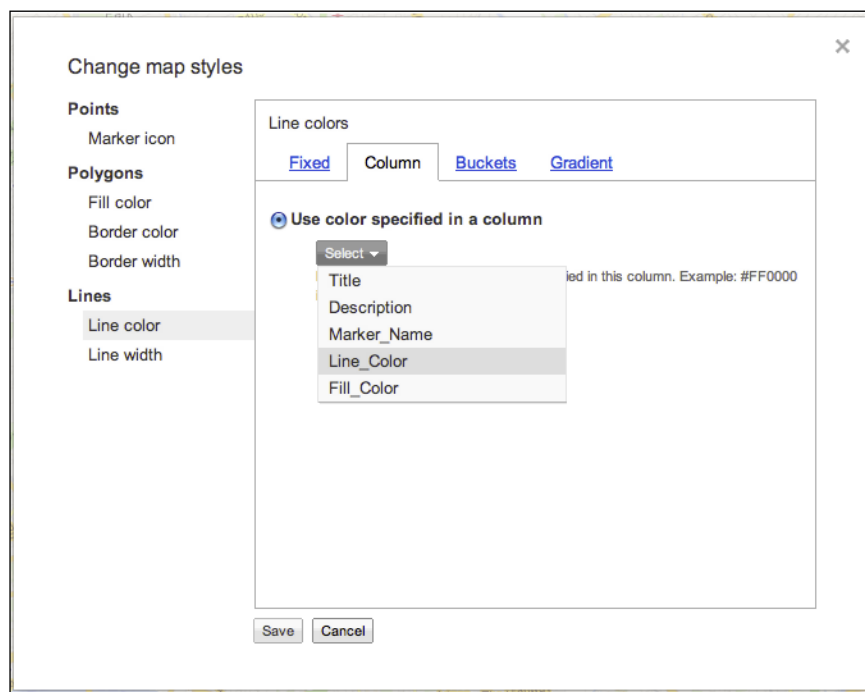 Change map styles
Points
Marker icon
Polygons
Fill color
Border color
Border width
Lines
Line color
Line width
Line colors
Fixed Column Buckets Gradient
Use color specified in a column
Select
in this column. Example: #FF0000
Title
Description
Marker_Name
Line_Color
Fill_Color
Save Cancel